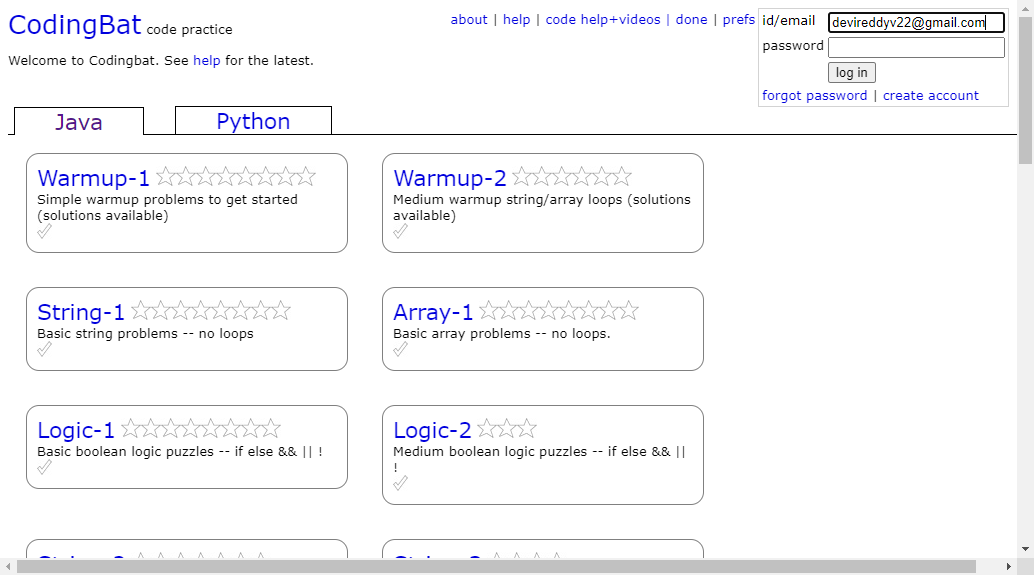 CodingBat code practice
about | help | code help+videos | done | prefs
id/email devireddyv22@gmail.com
password
log in
forgot password | create account
Welcome to Codingbat. See help for the latest.
Java
Python
Warmup-1
Simple warmup problems to get started
(solutions available)
Warmup-2
Medium warmup string/array loops (solutions
available)
String-1
Basic string problems -- no loops
Array-1
Basic array problems -- no loops.
Logic-1
Basic boolean logic puzzles -- if else && || !
Logic-2
Medium boolean logic puzzles -- if else && ||
!